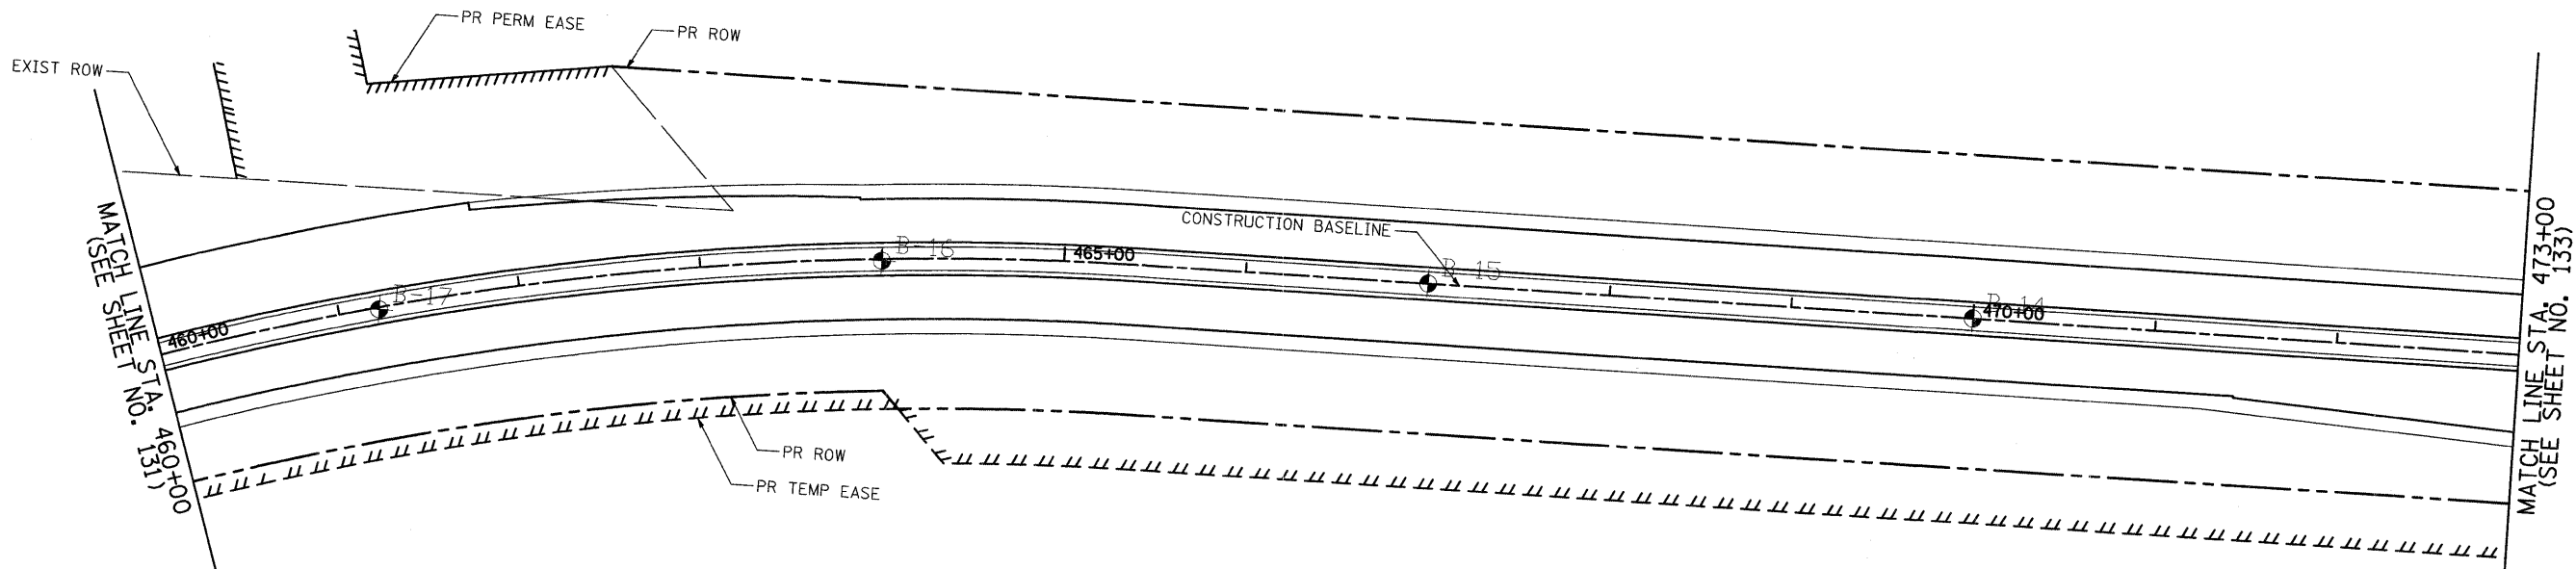 PR PERM EASE
PR ROW
EXIST ROW
MATCH LINE STA. 460+00
(SEE SHEET NO. 131)
460+00
B-17
B-16
465+00
CONSTRUCTION BASELINE
B-15
B-14
470+00
PR ROW
PR TEMP EASE
MATCH LINE STA. 473+00
(SEE SHEET NO. 133)